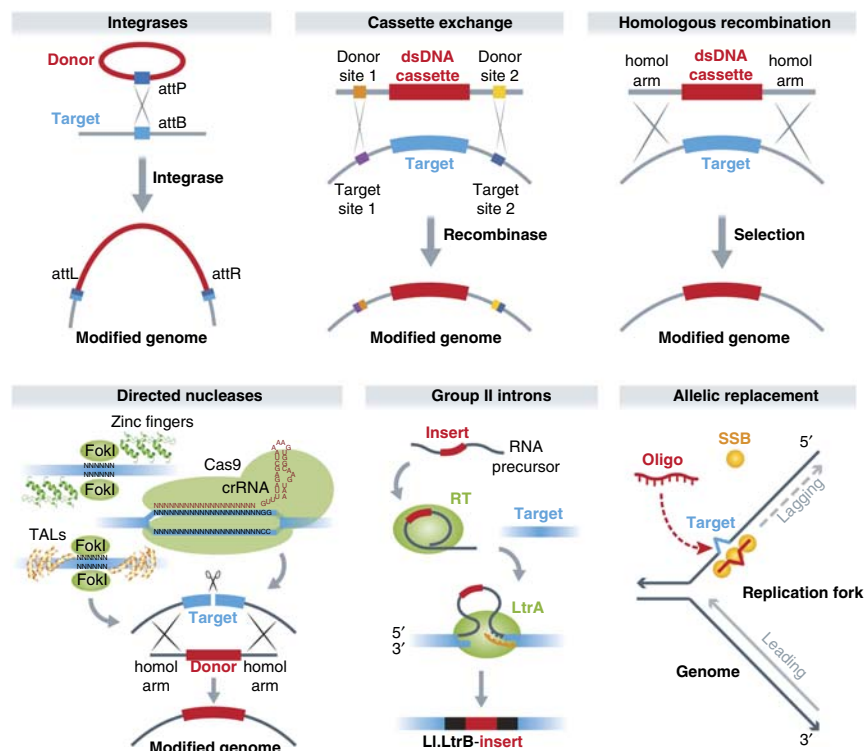 Integrases
Donor
attP
Target
attB
Integrase
attL
attR
Modified genome
Cassette exchange
Donor
site 1
dsDNA
cassette
Donor
site 2
Target
Target
site 1
Target
site 2
Recombinase
Modified genome
Homologous recombination
homol
arm
dsDNA
cassette
homol
arm
Target
Selection
Modified genome
Directed nucleases
Zinc fingers
FokI
NNNNNN
NNNNNN
FokI
Cas9
crRNA
TALs
FokI
NNNNNN
NNNNNN
FokI
Target
homol
arm
Donor
homol
arm
Modified genome
Group II introns
Insert
RNA
precursor
RT
Target
LtrA
5′
3′
Ll.LtrB-insert
Allelic replacement
SSB
5′
Oligo
Target
Lagging
Replication fork
Leading
Genome
3′